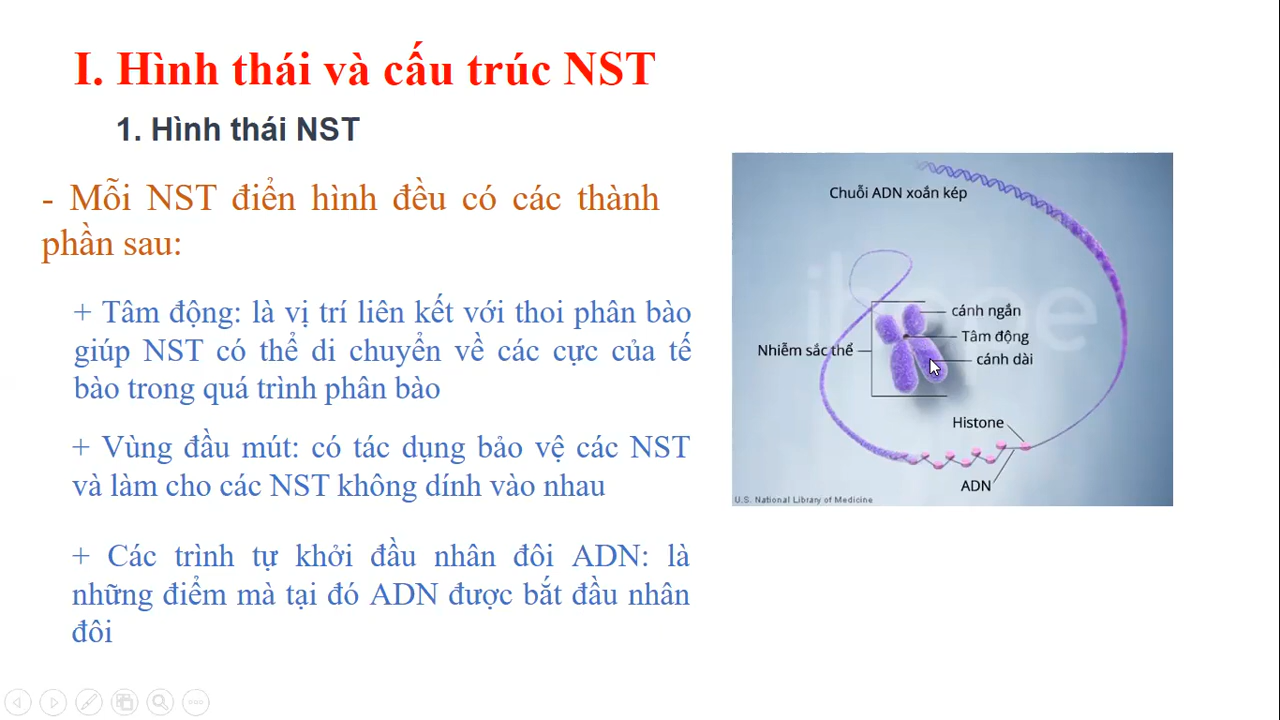 I. Hình thái và cấu trúc NST
1. Hình thái NST
- Mỗi NST điển hình đều có các thành
phần sau:
+ Tâm động: là vị trí liên kết với thoi phân bào
giúp NST có thể di chuyển về các cực của tế
bào trong quá trình phân bào
+ Vùng đầu mút: có tác dụng bảo vệ các NST
và làm cho các NST không dính vào nhau
+ Các trình tự khởi đầu nhân đôi ADN: là
những điểm mà tại đó ADN được bắt đầu nhân
đôi
Chuỗi ADN xoắn kép
cánh ngắn
Tâm động
Nhiễm sắc thể
cánh dài
Histone
ADN
U.S. National Library of Medicine